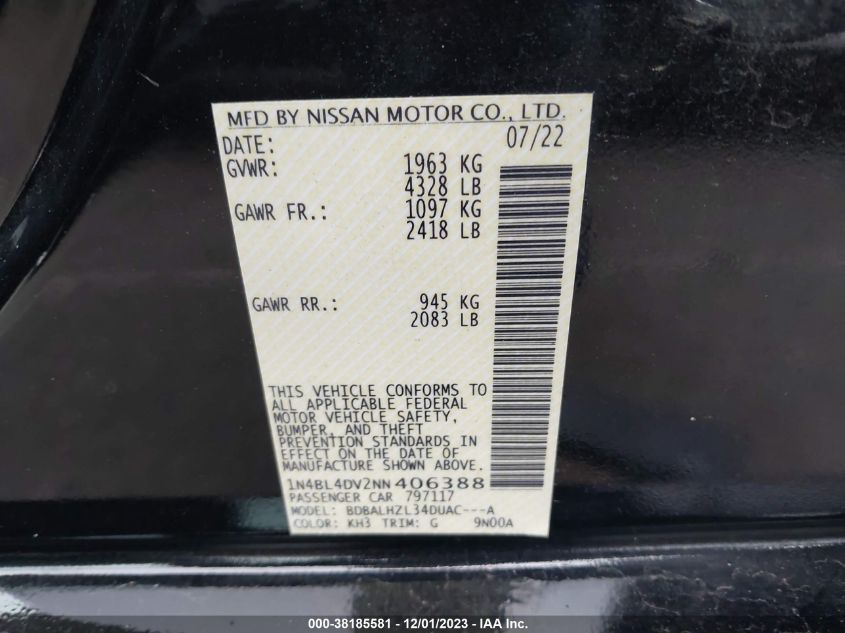 MFD BY NISSAN MOTOR CO., LTD.
DATE: 07/22
GVWR: 1963 KG
4328 LB
GAWR FR.: 1097 KG
2418 LB
GAWR RR.: 945 KG
2083 LB
THIS VEHICLE CONFORMS TO
ALL APPLICABLE FEDERAL
MOTOR VEHICLE SAFETY,
BUMPER, AND THEFT
PREVENTION STANDARDS IN
EFFECT ON THE DATE OF
MANUFACTURE SHOWN ABOVE.
1N4BL4DV2NN406388
PASSENGER CAR 797117
MODEL: BDBALHZL34DUAC---A
COLOR: KH3 TRIM: G 9N00A
000-38185581 - 12/01/2023 - IAA Inc.